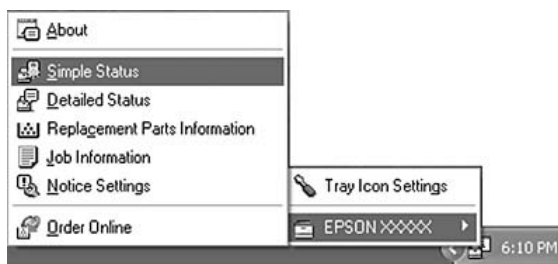 About
Simple Status
Detailed Status
Replacement Parts Information
Job Information
Notice Settings
Order Online
Tray Icon Settings
EPSON XXXXX
6:10 PM